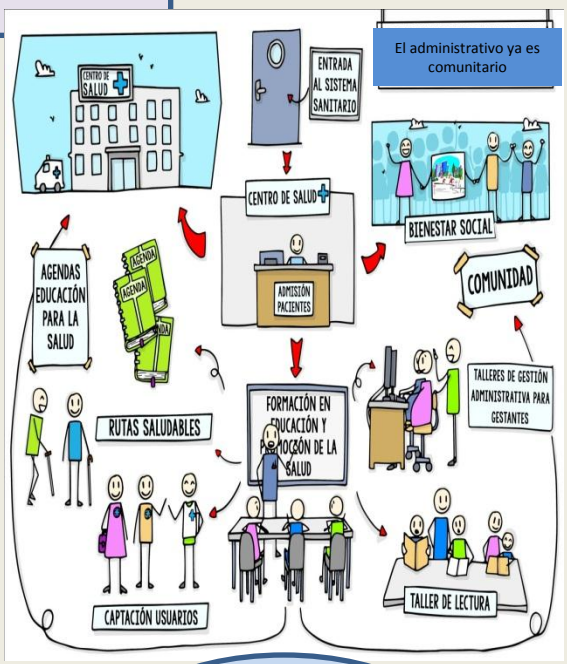 El administrativo ya es
comunitario
ENTRADA
AL SISTEMA
SANITARIO
CENTRO DE
SALUD
CENTRO DE SALUD
ADMISIÓN
PACIENTES
BIENESTAR SOCIAL
AGENDAS
EDUCACIÓN
PARA LA
SALUD
AGENDA
AGENDA
AGENDA
COMUNIDAD
FORMACIÓN EN
EDUCACIÓN Y
PROMOCIÓN DE LA
SALUD
TALLERES DE GESTIÓN
ADMINISTRATIVA PARA
GESTANTES
RUTAS SALUDABLES
CAPTACIÓN USUARIOS
TALLER DE LECTURA